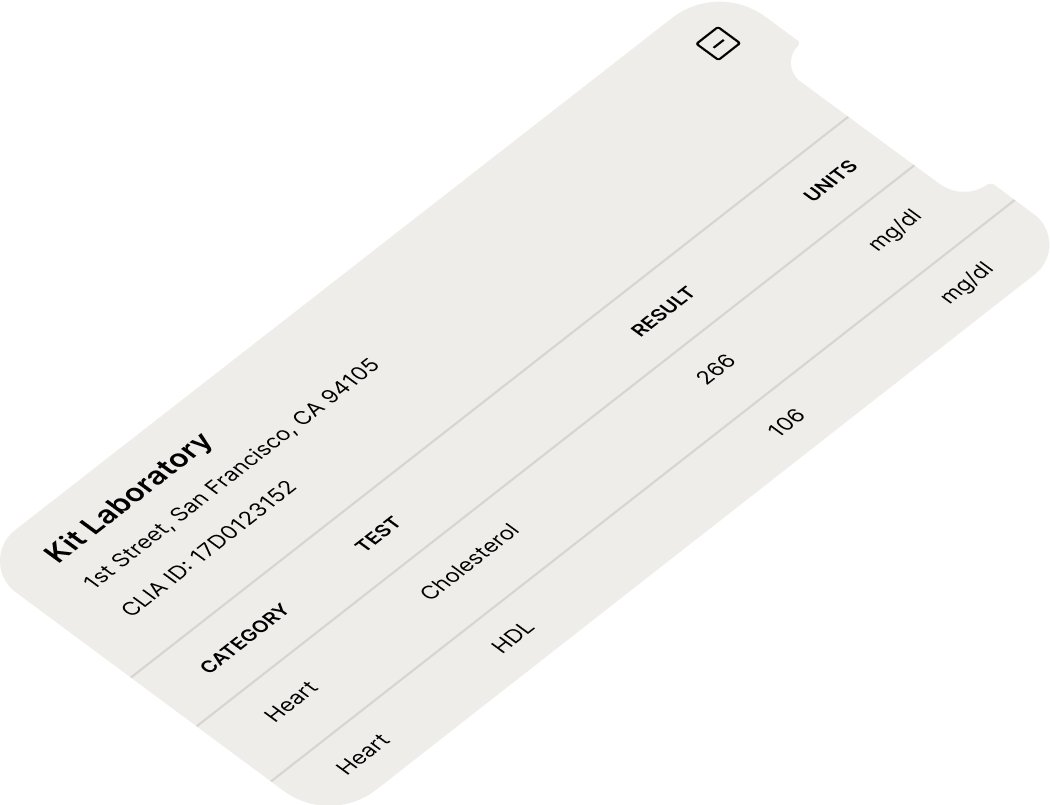 Kit Laboratory
1st Street, San Francisco, CA 94105
CLIA ID: 17D0123152
CATEGORY TEST RESULT UNITS
Heart Cholesterol 266 mg/dl
Heart HDL 106 mg/dl